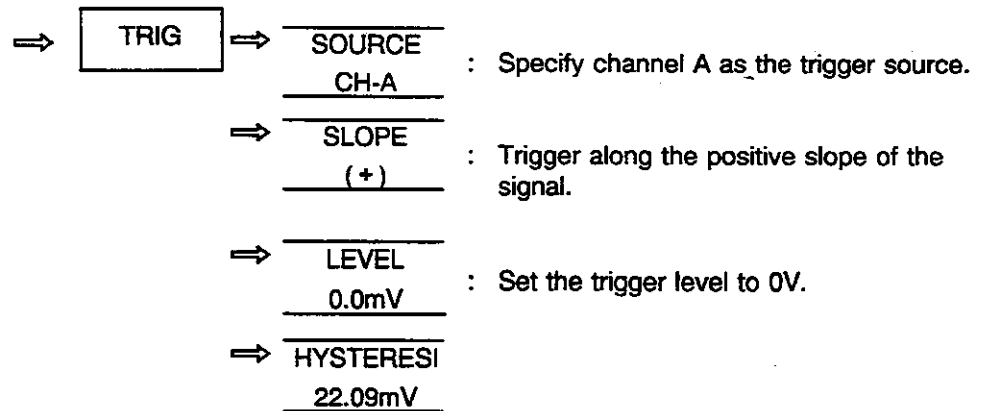 ⇒ TRIG ⇒ SOURCE
CH-A
: Specify channel A as the trigger source.
⇒ SLOPE
(+)
: Trigger along the positive slope of the
signal.
⇒ LEVEL
0.0mV
: Set the trigger level to 0V.
⇒ HYSTERESI
22.09mV